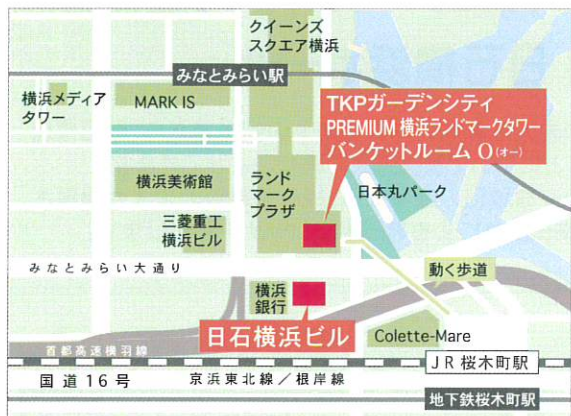 クイーンズ
スクエア横浜
みなとみらい駅
横浜メディア
タワー
MARK IS
TKPガーデンシティ
PREMIUM 横浜ランドマークタワー
バンケットルーム O(オー)
横浜美術館
ランド
マーク
プラザ
日本丸パーク
三菱重工
横浜ビル
みなとみらい大通り
動く歩道
横浜
銀行
日石横浜ビル
Colette-Mare
首都高速横羽線
JR桜木町駅
国道16号
京浜東北線/根岸線
地下鉄桜木町駅